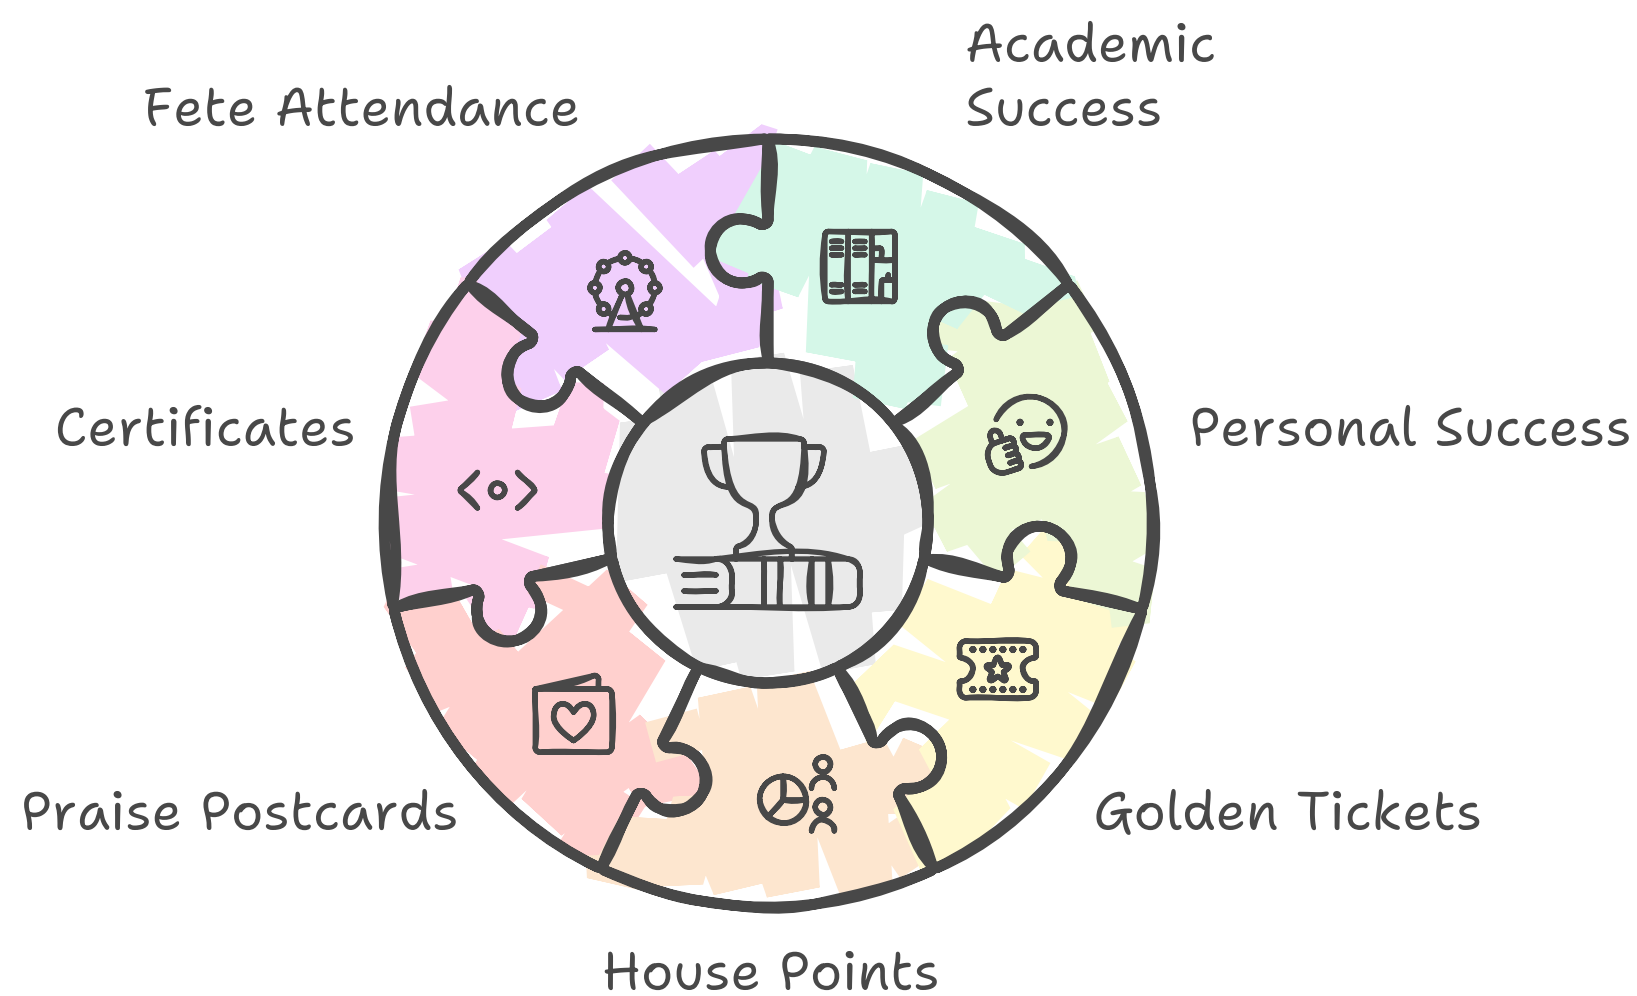 Academic
Success
Fete Attendance
Certificates
Personal Success
Praise Postcards
Golden Tickets
House Points